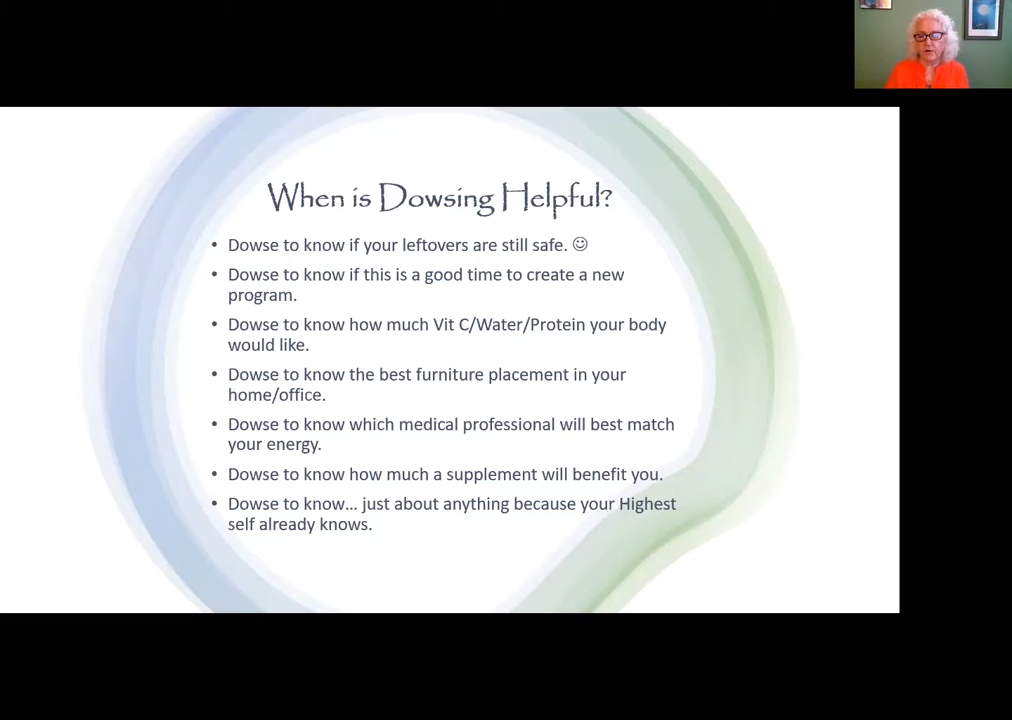 When is Dowsing Helpful?
• Dowse to know if your leftovers are still safe. ☺
• Dowse to know if this is a good time to create a new
program.
• Dowse to know how much Vit C/Water/Protein your body
would like.
• Dowse to know the best furniture placement in your
home/office.
• Dowse to know which medical professional will best match
your energy.
• Dowse to know how much a supplement will benefit you.
• Dowse to know... just about anything because your Highest
self already knows.